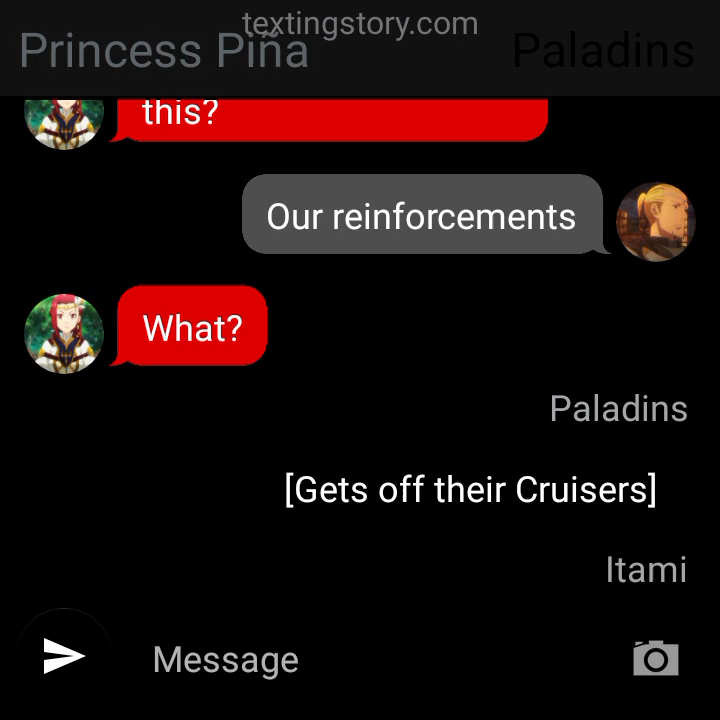 textingstory.com
Princess Piña
Paladins
this?
Our reinforcements
What?
Paladins
[Gets off their Cruisers]
Itami
Message